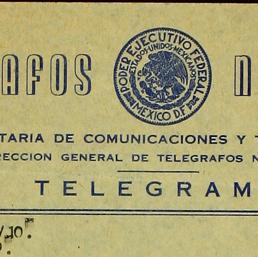 AFOS N
PODER EJECUTIVO FEDERAL
ESTADOS UNIDOS MEXICANOS
MEXICO D.F.
TARIA DE COMUNICACIONES Y T
RECCION GENERAL DE TELEGRAFOS N
TELEGRAM